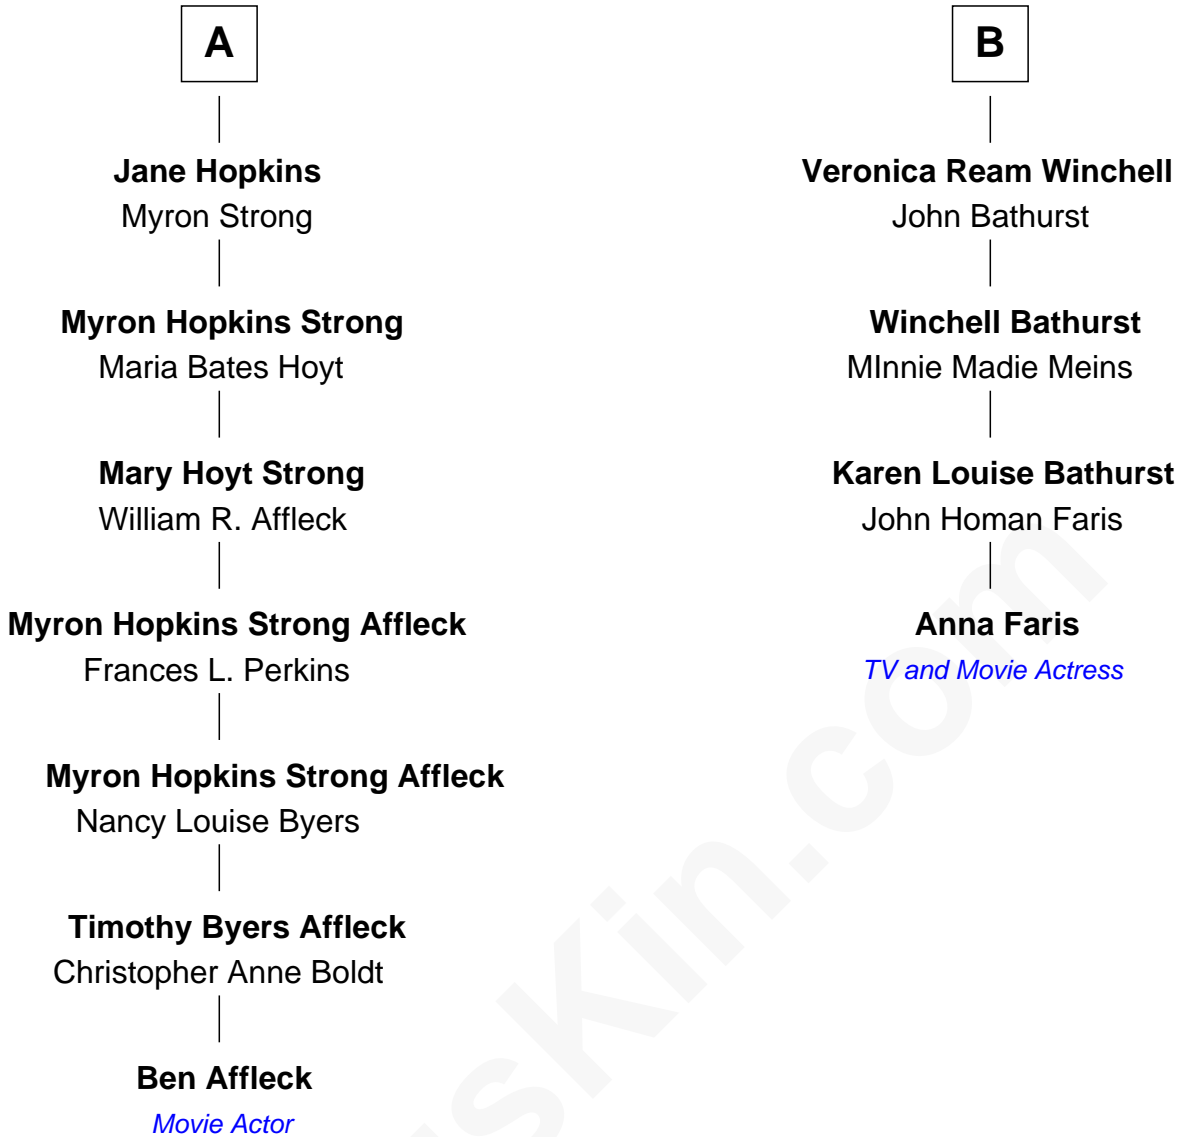 A
Jane Hopkins
Myron Strong
Myron Hopkins Strong
Maria Bates Hoyt
Mary Hoyt Strong
William R. Affleck
Myron Hopkins Strong Affleck
Frances L. Perkins
Myron Hopkins Strong Affleck
Nancy Louise Byers
Timothy Byers Affleck
Christopher Anne Boldt
Ben Affleck
Movie Actor
B
Veronica Ream Winchell
John Bathurst
Winchell Bathurst
MInnie Madie Meins
Karen Louise Bathurst
John Homan Faris
Anna Faris
TV and Movie Actress
sKin.com